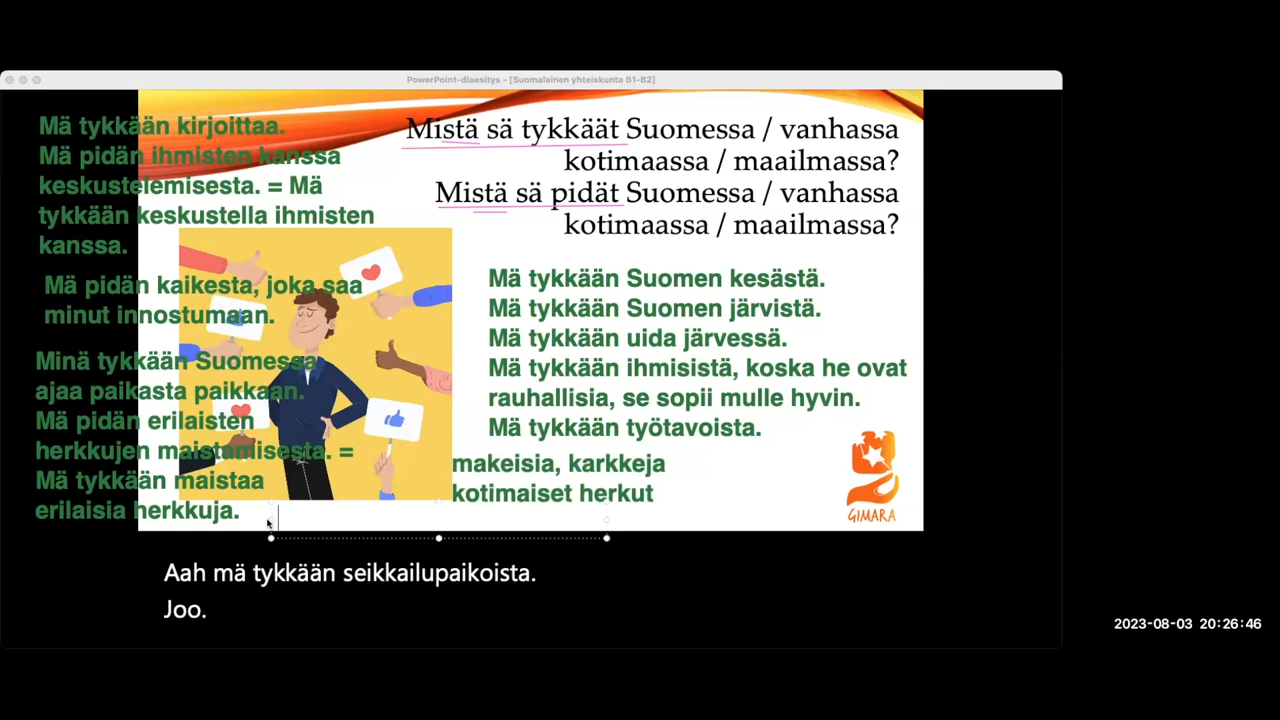 PowerPoint-diaesitys - [Suomalainen yhteiskunta B1-B2]
Mistä sä tykkäät Suomessa / vanhassa
kotimaassa / maailmassa?
Mistä sä pidät Suomessa / vanhassa
kotimaassa / maailmassa?
Mä tykkään kirjoittaa.
Mä pidän ihmisten kanssa
keskustelemisesta. = Mä
tykkään keskustella ihmisten
kanssa.
Mä pidän kaikesta, joka saa
minut innostumaan.
Minä tykkään Suomessa
ajaa paikasta paikkaan.
Mä pidän erilaisten
herkkujen maistamisesta. =
Mä tykkään maistaa
erilaisia herkkuja.
Mä tykkään Suomen kesästä.
Mä tykkään Suomen järvistä.
Mä tykkään uida järvessä.
Mä tykkään ihmisistä, koska he ovat
rauhallisia, se sopii mulle hyvin.
Mä tykkään työtavoista.
makeisia, karkkeja
kotimaiset herkut
GIMARA
Aah mä tykkään seikkailupaikoista.
Joo.
2023-08-03 20:26:46